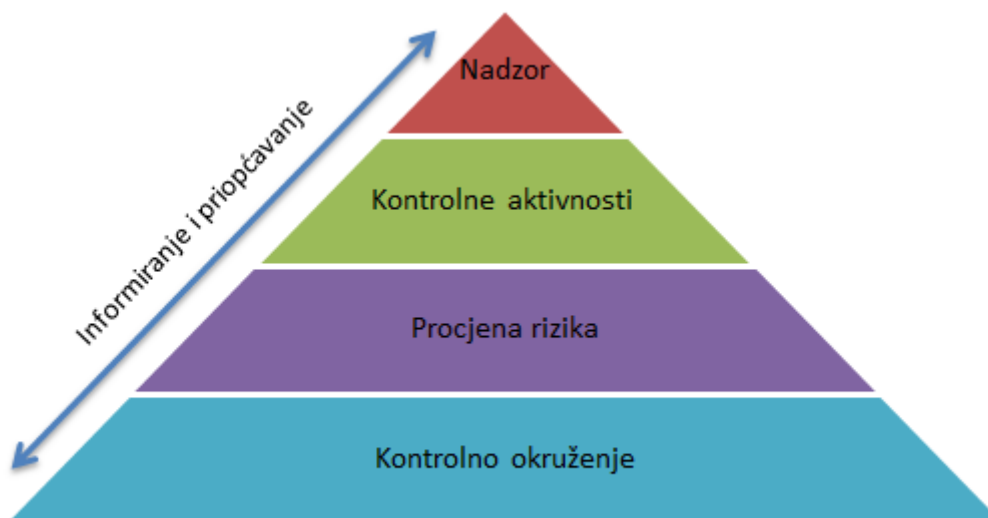 Nadzor
Informiranje i priopćavanje
Kontrolne aktivnosti
Procjena rizika
Kontrolno okruženje